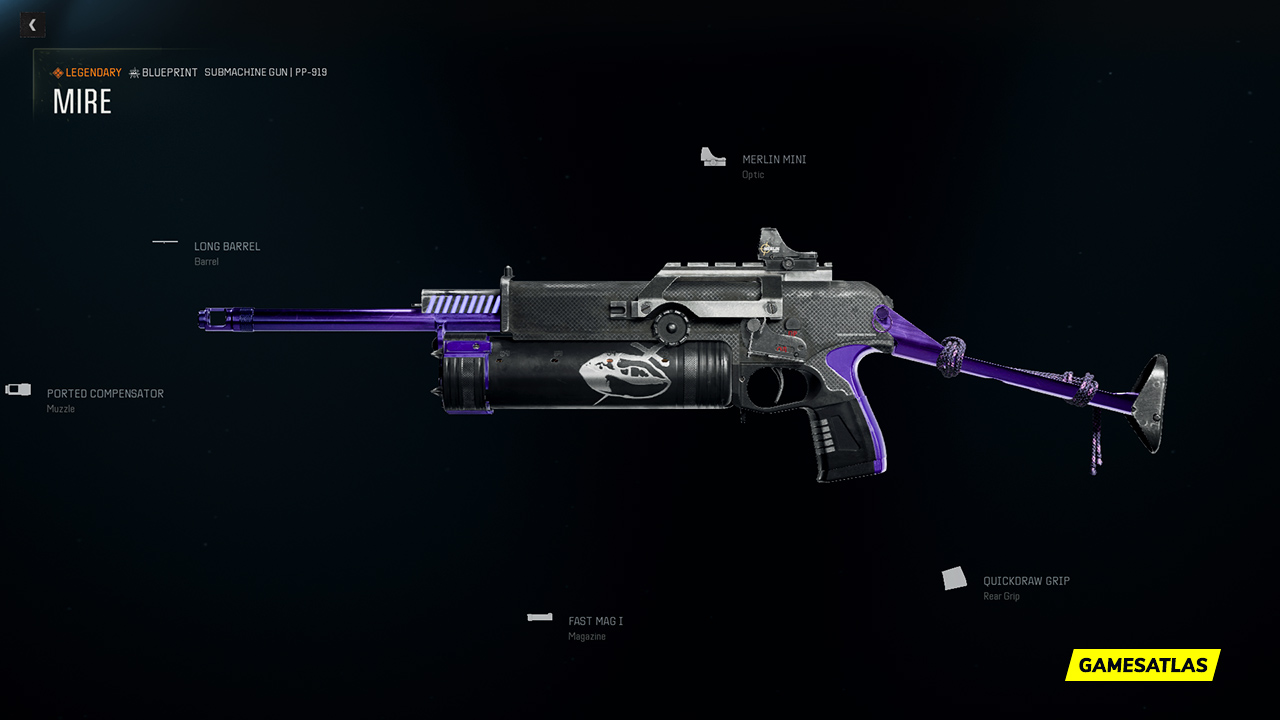 LEGENDARY BLUEPRINT SUBMACHINE GUN | PP-919
MIRE
MERLIN MINI
Optic
LONG BARREL
Barrel
PORTED COMPENSATOR
Muzzle
QUICKDRAW GRIP
Rear Grip
FAST MAG I
Magazine
GAMESATLAS